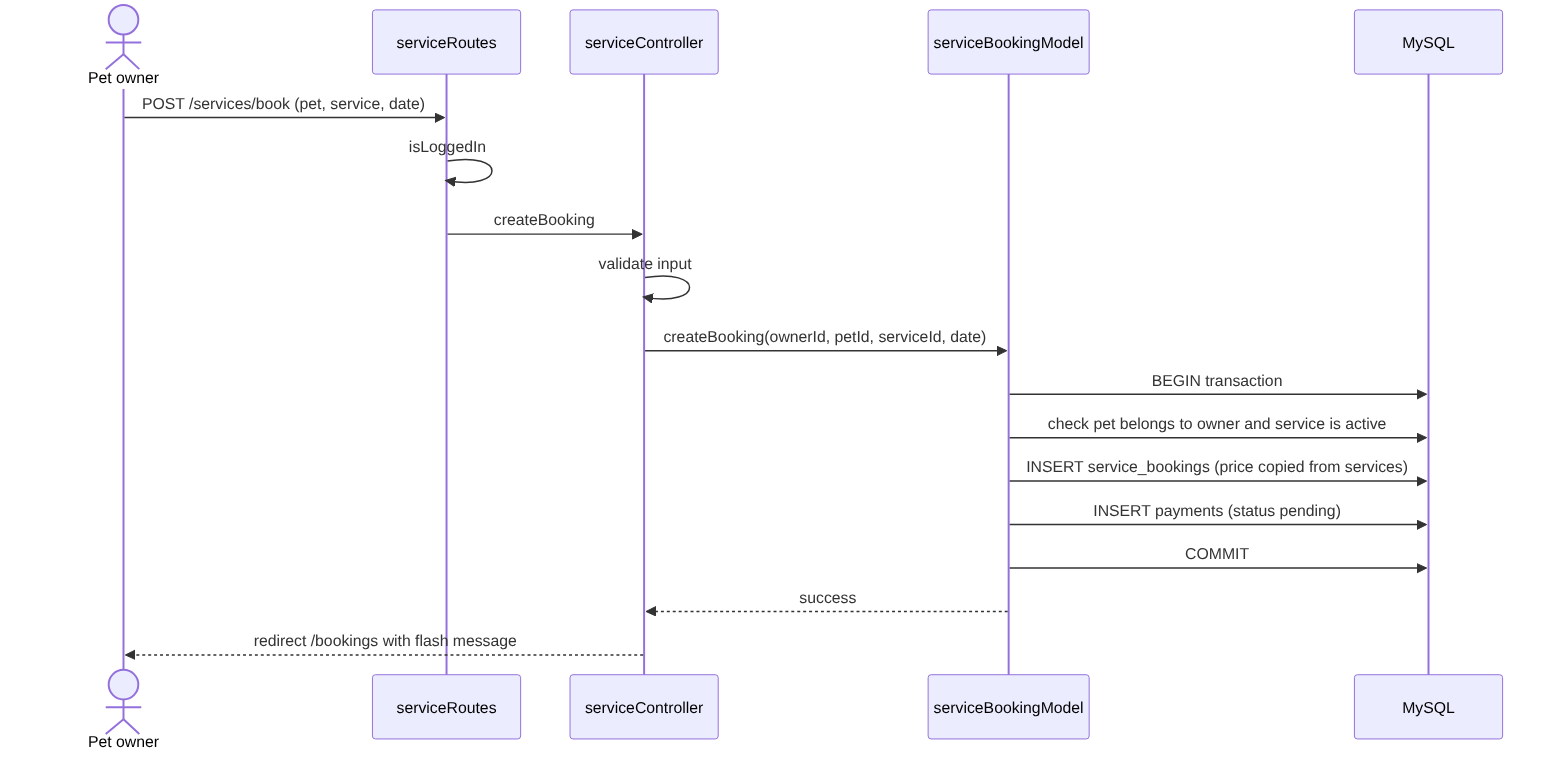 serviceRoutes
serviceController
serviceBookingModel
MySQL
Pet owner
POST /services/book (pet, service, date)
isLoggedIn
createBooking
validate input
createBooking(ownerId, petId, serviceId, date)
BEGIN transaction
check pet belongs to owner and service is active
INSERT service_bookings (price copied from services)
INSERT payments (status pending)
COMMIT
success
redirect /bookings with flash message
serviceRoutes
serviceController
serviceBookingModel
MySQL
Pet owner